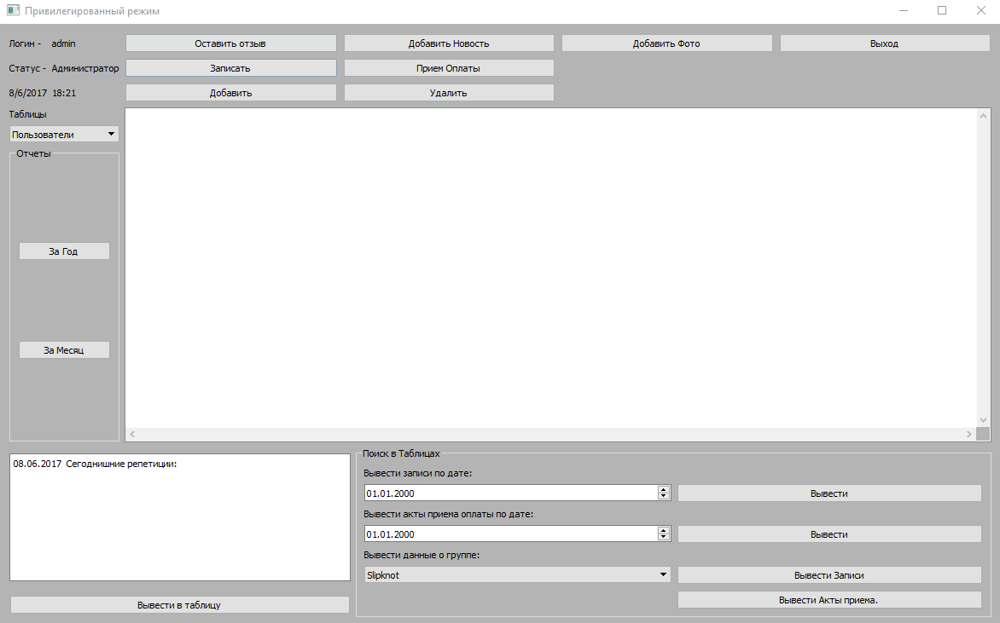 Привилегированный режим
Логин - admin
Оставить отзыв
Добавить Новость
Добавить Фото
Выход
Статус - Администратор
Записать
Прием Оплаты
8/6/2017 18:21
Добавить
Удалить
Таблицы
Пользователи
Отчеты
За Год
За Месяц
08.06.2017 Сегоднишние репетиции:
Вывести в таблицу
Поиск в Таблицах
Вывести записи по дате:
01.01.2000
Вывести
Вывести акты приема оплаты по дате:
01.01.2000
Вывести
Вывести данные о группе:
Slipknot
Вывести Записи
Вывести Акты приема.